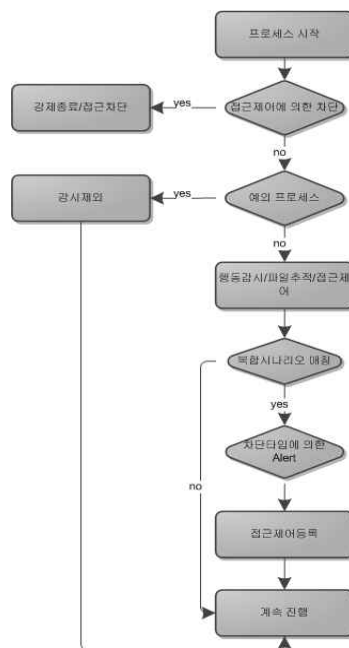 프로세스 시작
강제종료/접근차단
yes
접근제어에 의한 차단
no
감시제외
yes
예외 프로세스
no
행동감시/파일추적/접근제
어
복합시나리오 매칭
yes
차단타임에 의한
Alert
no
접근제어등록
계속 진행